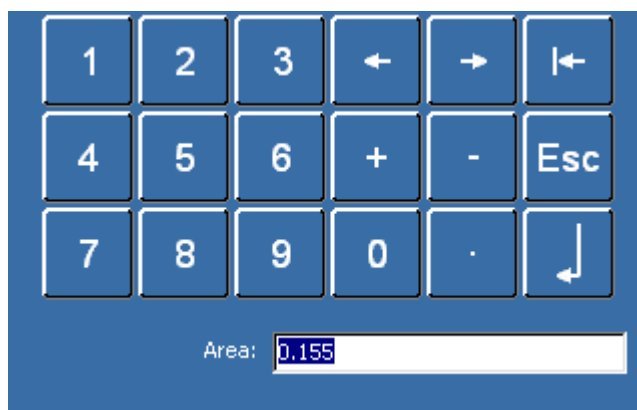 1 2 3 ← → |←
4 5 6 + - Esc
7 8 9 0 . ↵
Area: 0.155